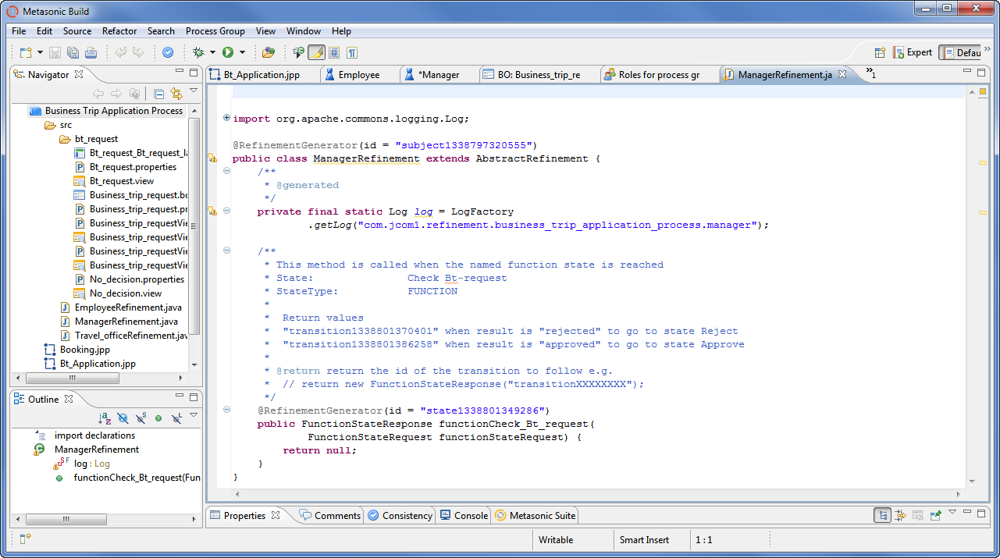 Metasonic Build
File Edit Source Refactor Search Process Group View Window Help
Expert Defau
Navigator
Bt_Application.jpp Employee *Manager BO: Business_trip_re Roles for process gr ManagerRefinement.ja »1
Business Trip Application Process
src
bt_request
Bt_request_Bt_request_l
Bt_request.properties
Bt_request.view
Business_trip_request.bo
Business_trip_request.pr
Business_trip_requestVie
Business_trip_requestVie
Business_trip_requestVie
Business_trip_requestVie
No_decision.properties
No_decision.view
EmployeeRefinement.java
ManagerRefinement.java
Travel_officeRefinement.jav
Booking.jpp
Bt_Application.jpp
import org.apache.commons.logging.Log;
@RefinementGenerator(id = "subject1338797320555")
public class ManagerRefinement extends AbstractRefinement {
/**
* @generated
*/
private final static Log log = LogFactory
.getLog("com.jcom1.refinement.business_trip_application_process.manager");
/**
* This method is called when the named function state is reached
* State: Check Bt-request
* StateType: FUNCTION
*
* Return values
* "transition1338801370401" when result is "rejected" to go to state Reject
* "transition1338801386258" when result is "approved" to go to state Approve
*
* @return return the id of the transition to follow e.g.
* // return new FunctionStateResponse("transitionXXXXXXXX");
*/
@RefinementGenerator(id = "state1338801349286")
public FunctionStateResponse functionCheck_Bt_request(
FunctionStateRequest functionStateRequest) {
return null;
}
}
Outline
import declarations
ManagerRefinement
log : Log
functionCheck_Bt_request(Fun
Properties Comments Consistency Console Metasonic Suite
Writable Smart Insert 1 : 1